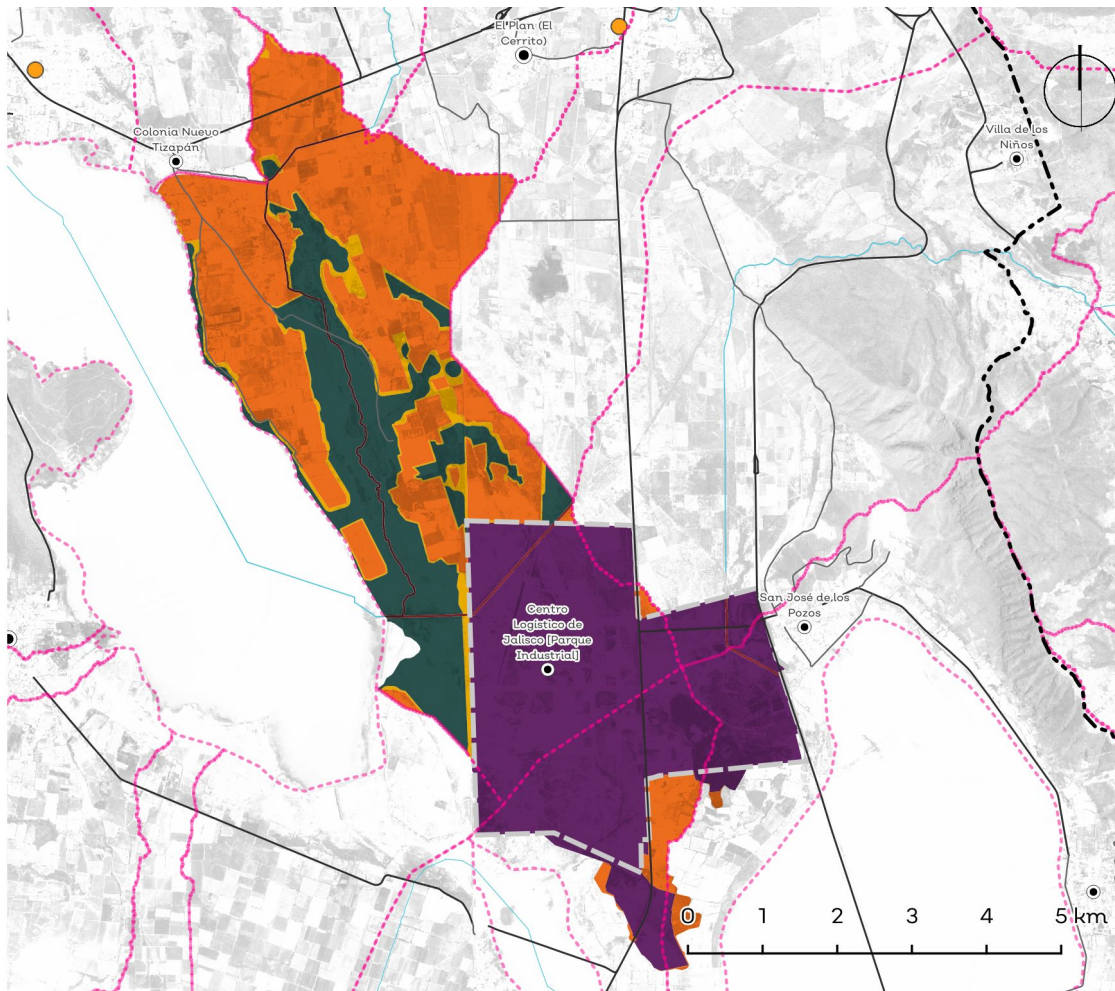 El Plan (El
Cerrito)
Colonia Nuevo
Tizapán
Villa de los
Niños
San José de los
Pozos
Centro
Logístico de
Jalisco [Parque
Industrial]
0 1 2 3 4 5 km